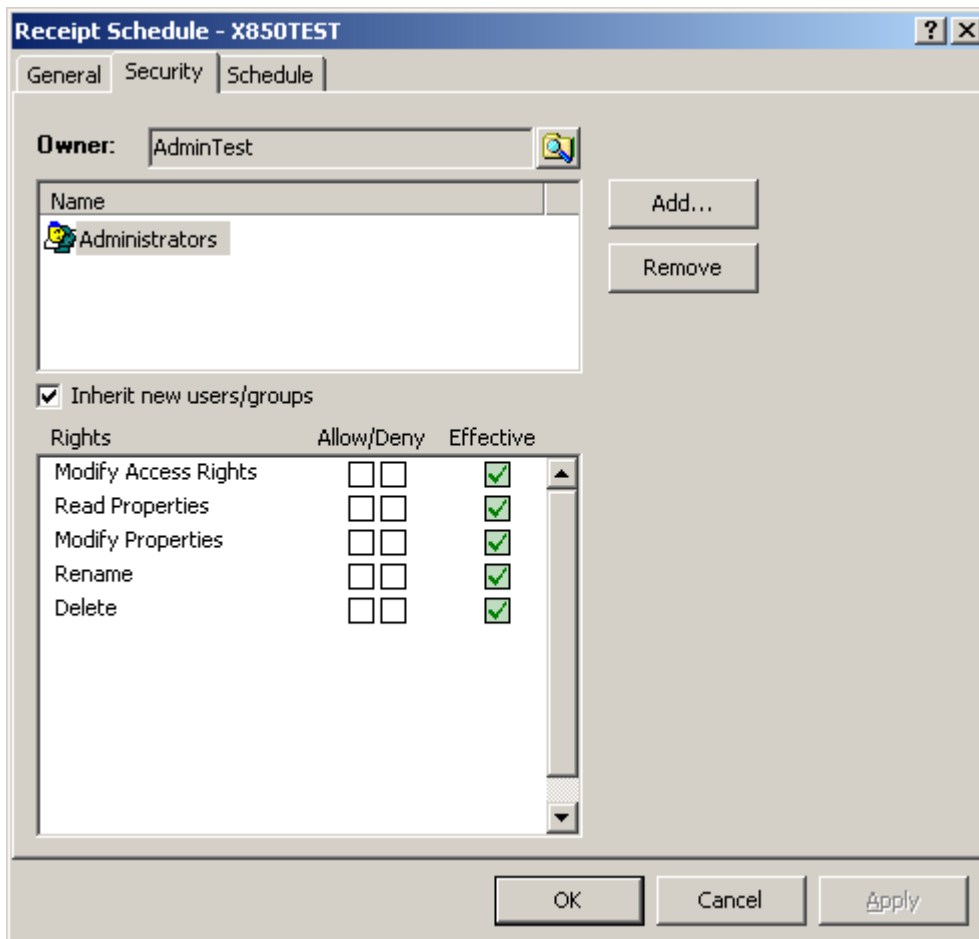 Receipt Schedule - X850TEST
General Security Schedule
Owner: AdminTest
Name
Add...
Administrators
Remove
Inherit new users/groups
Rights Allow/Deny Effective
Modify Access Rights
Read Properties
Modify Properties
Rename
Delete
OK Cancel Apply